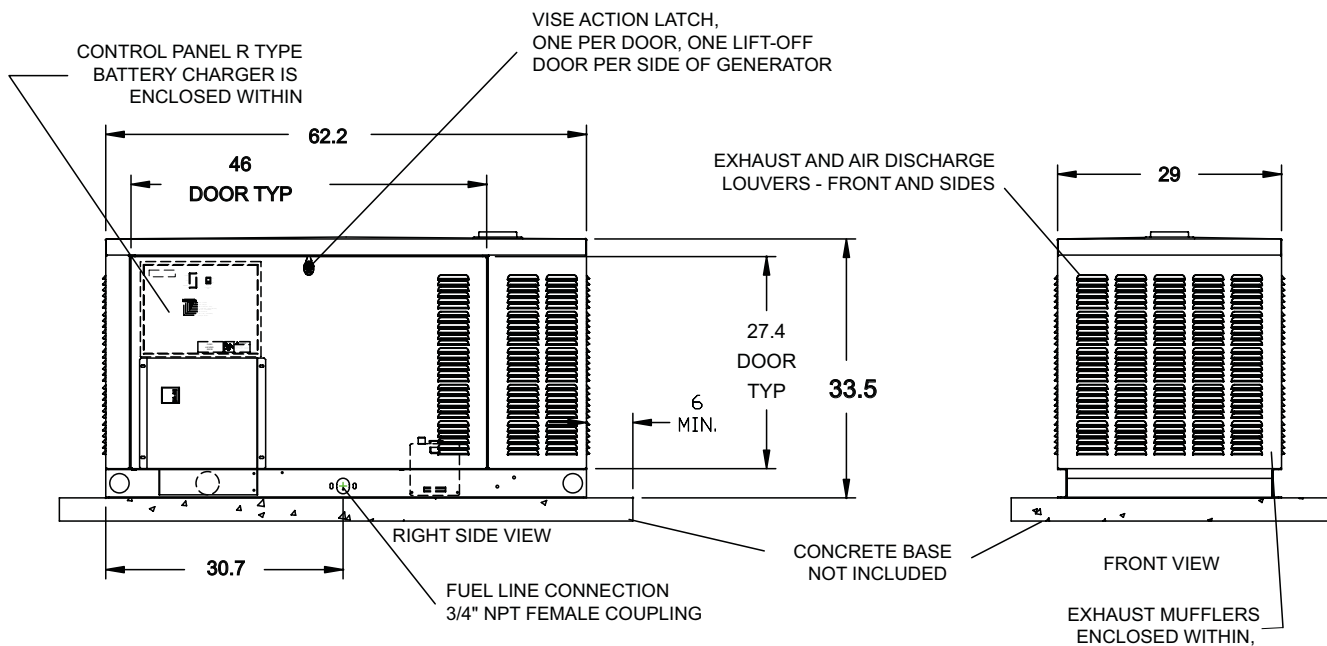 VISE ACTION LATCH,
ONE PER DOOR, ONE LIFT-OFF
DOOR PER SIDE OF GENERATOR
CONTROL PANEL R TYPE
BATTERY CHARGER IS
ENCLOSED WITHIN
62.2
46
DOOR TYP
EXHAUST AND AIR DISCHARGE
LOUVERS - FRONT AND SIDES
29
27.4
DOOR
TYP
33.5
6
MIN.
RIGHT SIDE VIEW
30.7
FUEL LINE CONNECTION
3/4" NPT FEMALE COUPLING
CONCRETE BASE
NOT INCLUDED
FRONT VIEW
EXHAUST MUFFLERS
ENCLOSED WITHIN,